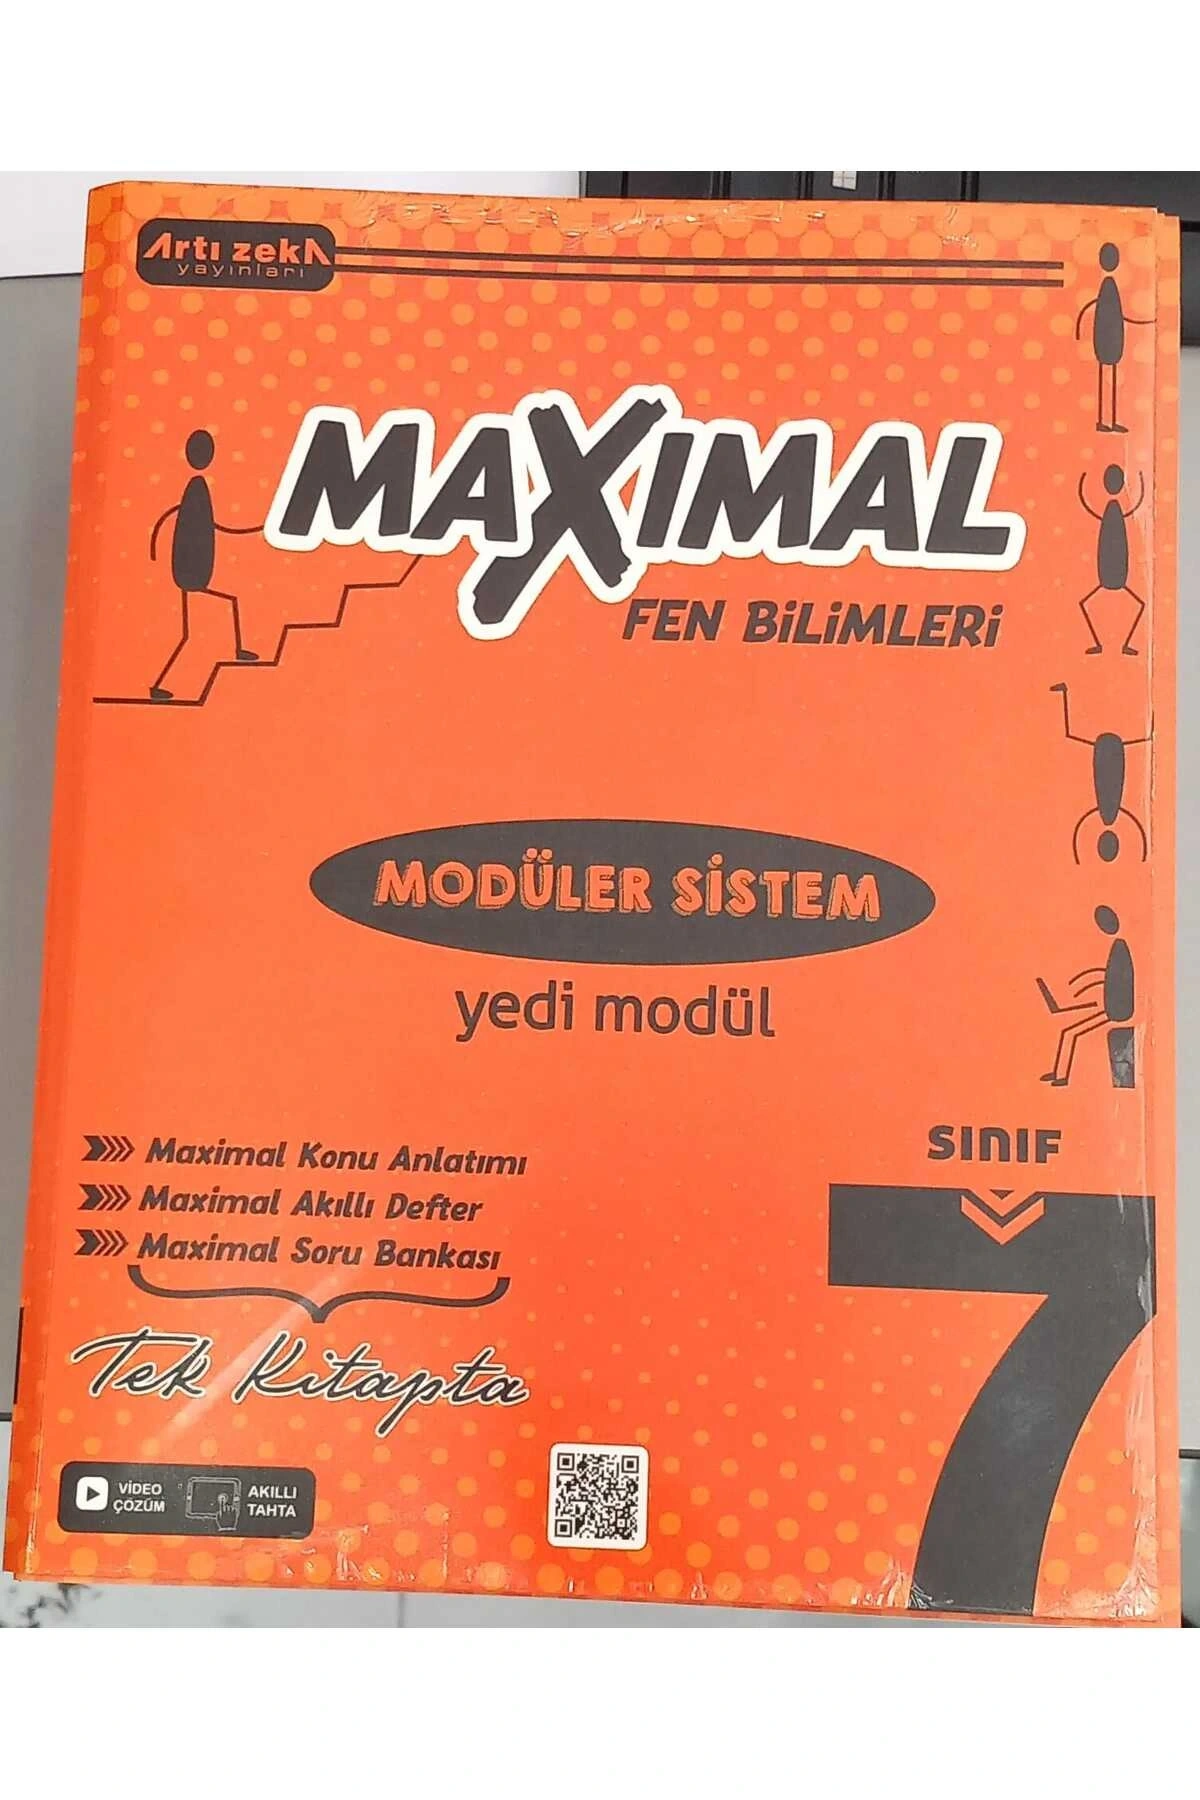 Artı zekA
yayınları
MAXIMAL
FEN BİLİMLERİ
MODÜLER SİSTEM
yedi modül
Maximal Konu Anlatımı
Maximal Akıllı Defter
Maximal Soru Bankası
Tek Kitapta
SINIF
7
VİDEO
ÇÖZÜM
AKILLI
TAHTA